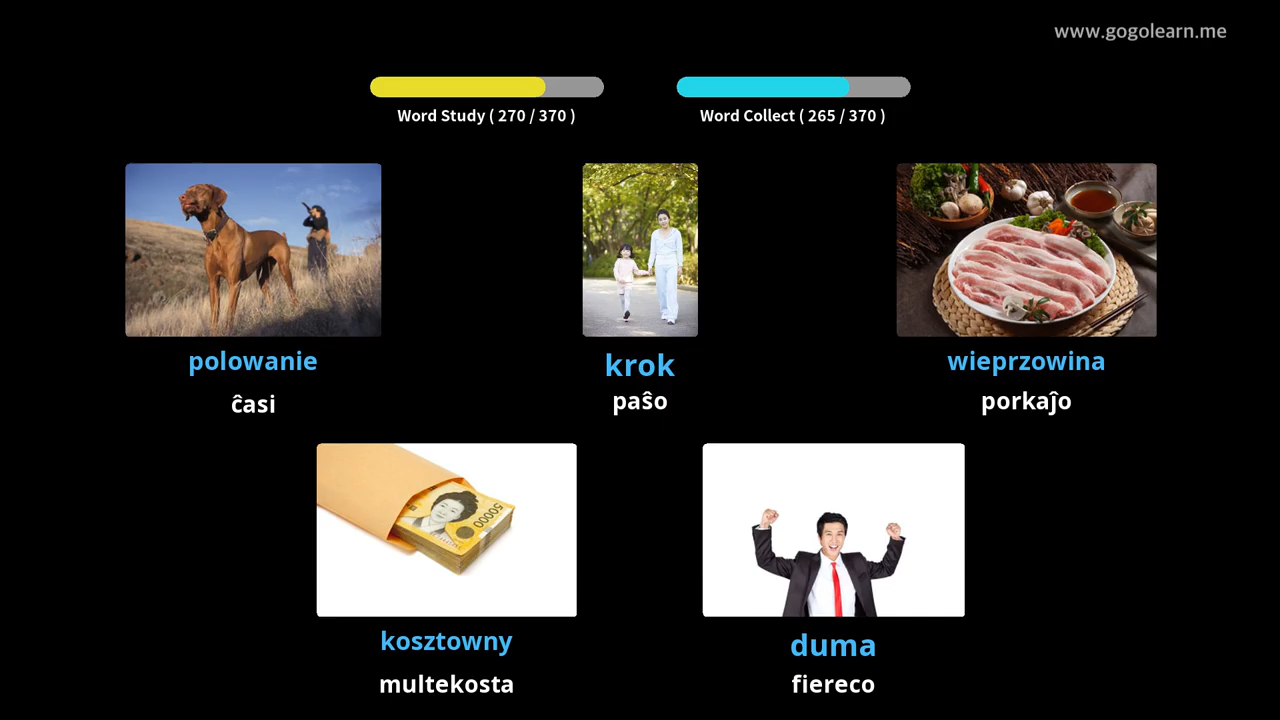 www.gogolearn.me
Word Study ( 270 / 370 )
Word Collect ( 265 / 370 )
polowanie
ĉasi
krok
paŝo
wieprzowina
porkaĵo
50000
kosztowny
multekosta
duma
fiereco